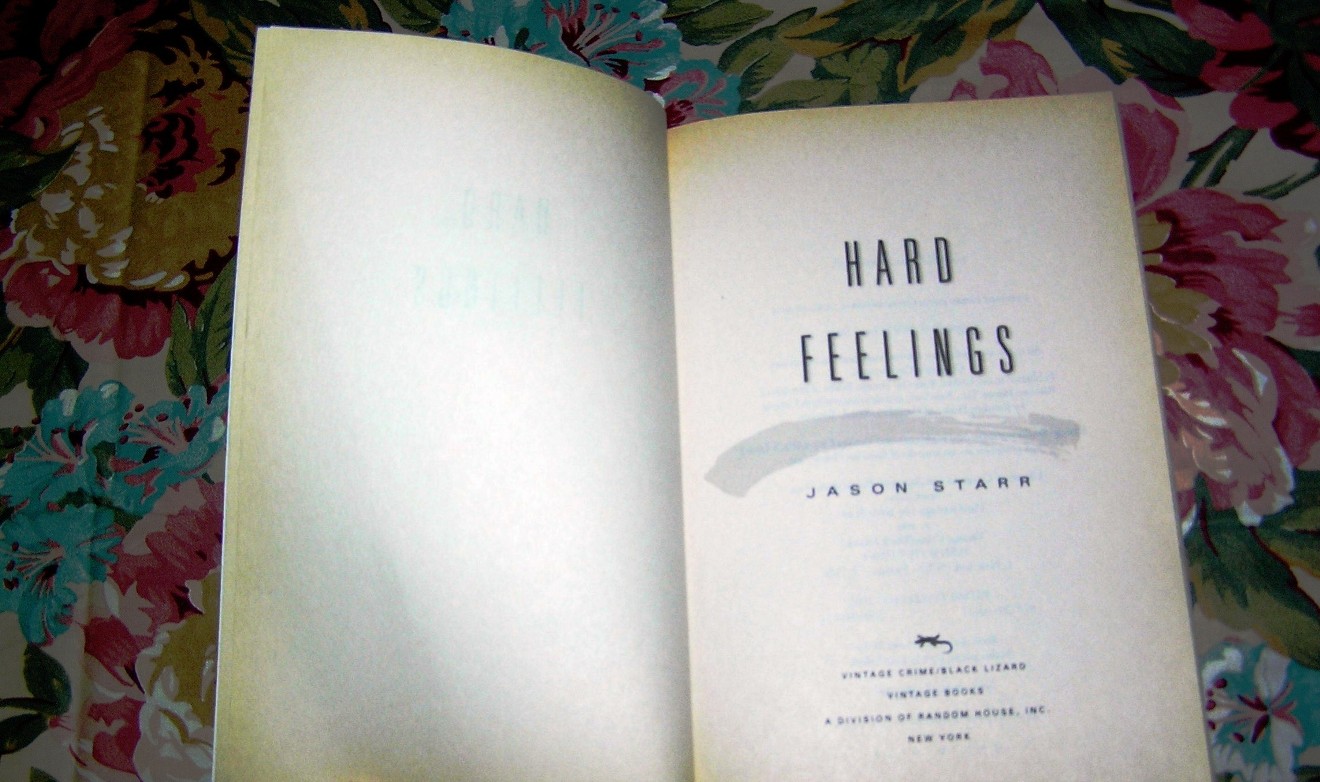 HARD
FEELINGS
JASON STARR
VINTAGE CRIME/BLACK LIZARD
VINTAGE BOOKS
A DIVISION OF RANDOM HOUSE, INC.
NEW YORK